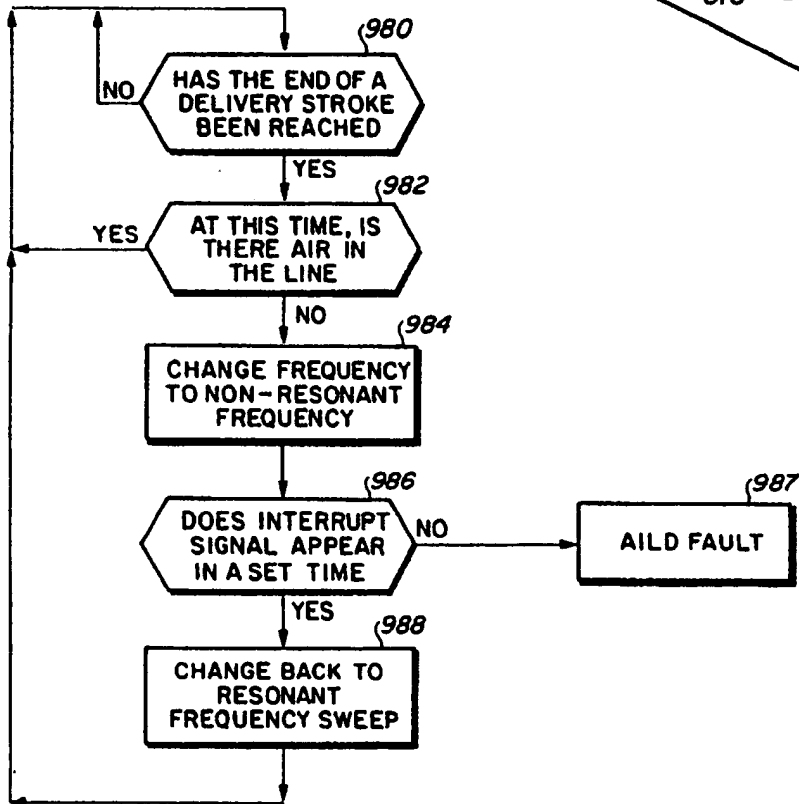 980
HAS THE END OF A
DELIVERY STROKE
BEEN REACHED
NO
YES
982
AT THIS TIME, IS
THERE AIR IN
THE LINE
YES
NO
984
CHANGE FREQUENCY
TO NON-RESONANT
FREQUENCY
986
DOES INTERRUPT
SIGNAL APPEAR
IN A SET TIME
NO
987
AILD FAULT
YES
988
CHANGE BACK TO
RESONANT
FREQUENCY SWEEP